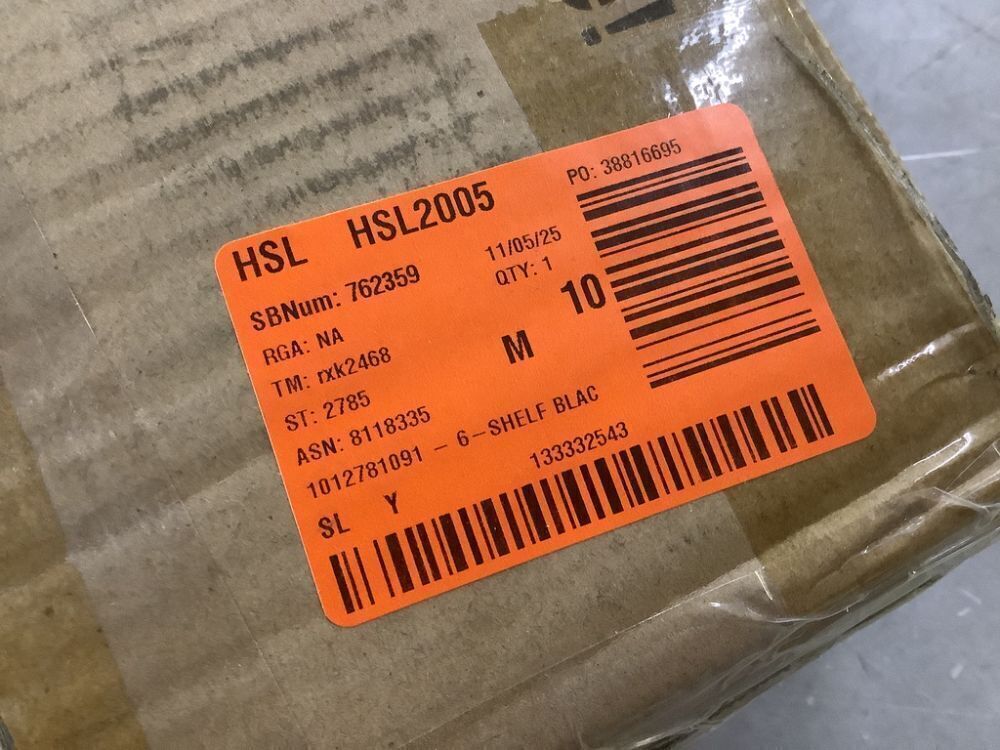 HSL HSL2005
PO: 38816695
SBNum: 762359
11/05/25
RGA: NA
QTY: 1
10
TM: rxk2468
M
ST: 2785
ASN: 8118335
1012781091 - 6-SHELF BLAC
SL Y
133332543